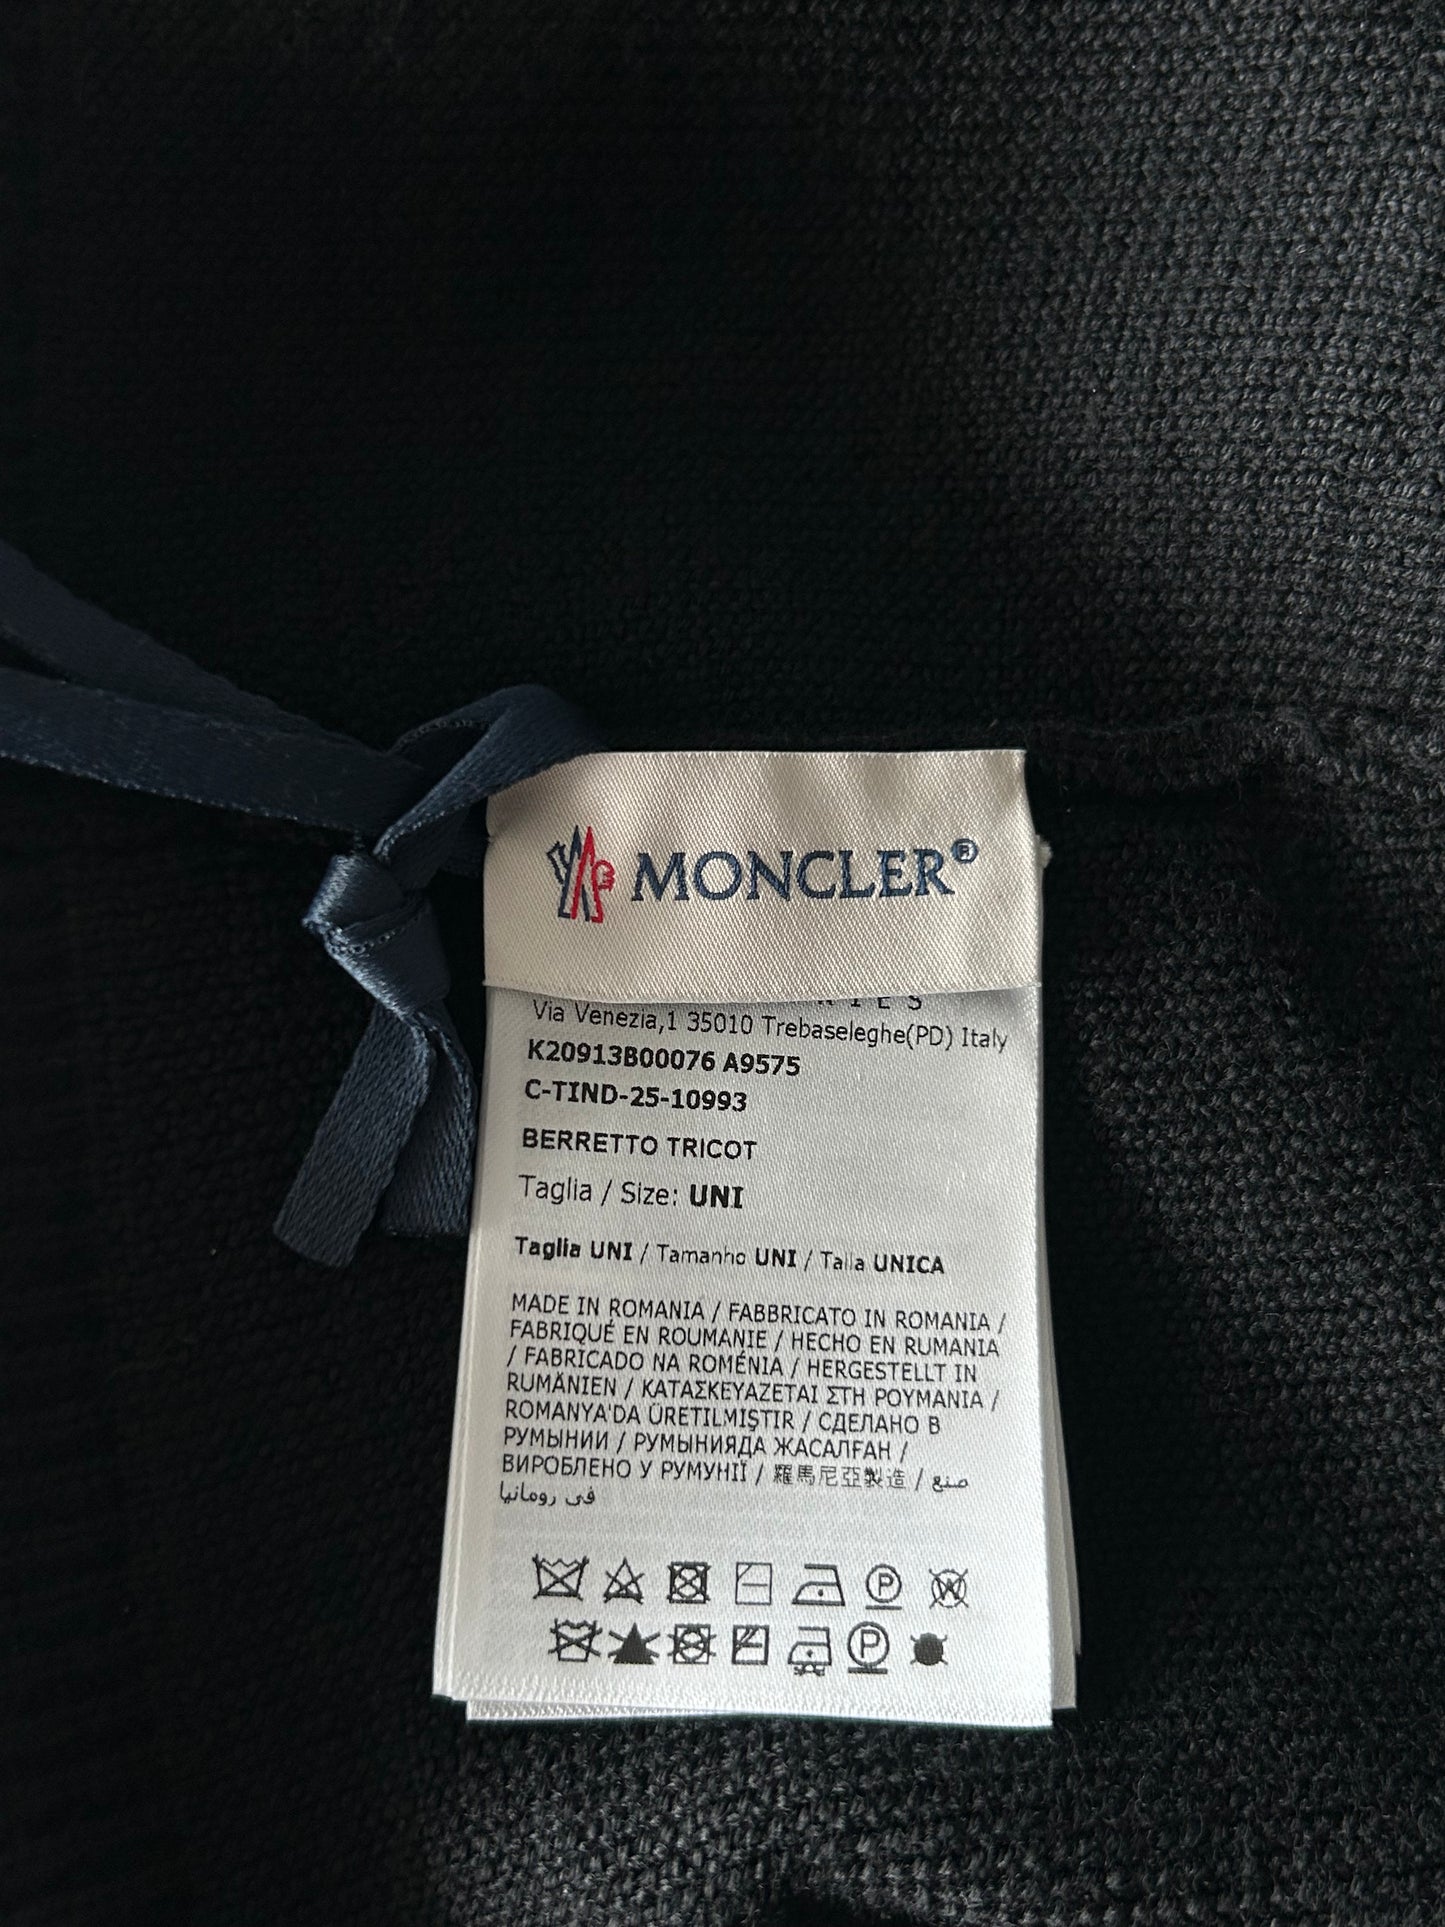 MONCLER®
Via Venezia,1 35010 Trebaseleghe(PD) Italy
K20913B00076 A9575
C-TIND-25-10993
BERRETTO TRICOT
Taglia / Size: UNI
Taglia UNI / Tamanho UNI / Talla UNICA
MADE IN ROMANIA / FABBRICATO IN ROMANIA /
FABRIQUÉ EN ROUMANIE / HECHO EN RUMANIA
/ FABRICADO NA ROMÉNIA / HERGESTELLT IN
RUMÄNIEN / ΚΑΤΑΣΚΕΥΑΖΕΤΑΙ ΣΤΗ ΡΟΥΜΑΝΙΑ /
ROMANYA'DA ÜRETILMIŞTIR / СДЕЛАНО В
РУМЫНИИ / РУМЫНИЯДА ЖАСАЛҒАН /
ВИРОБЛЕНО У РУМУНІЇ / 羅馬尼亞製造 / صنع
في رومانيا
P W
P